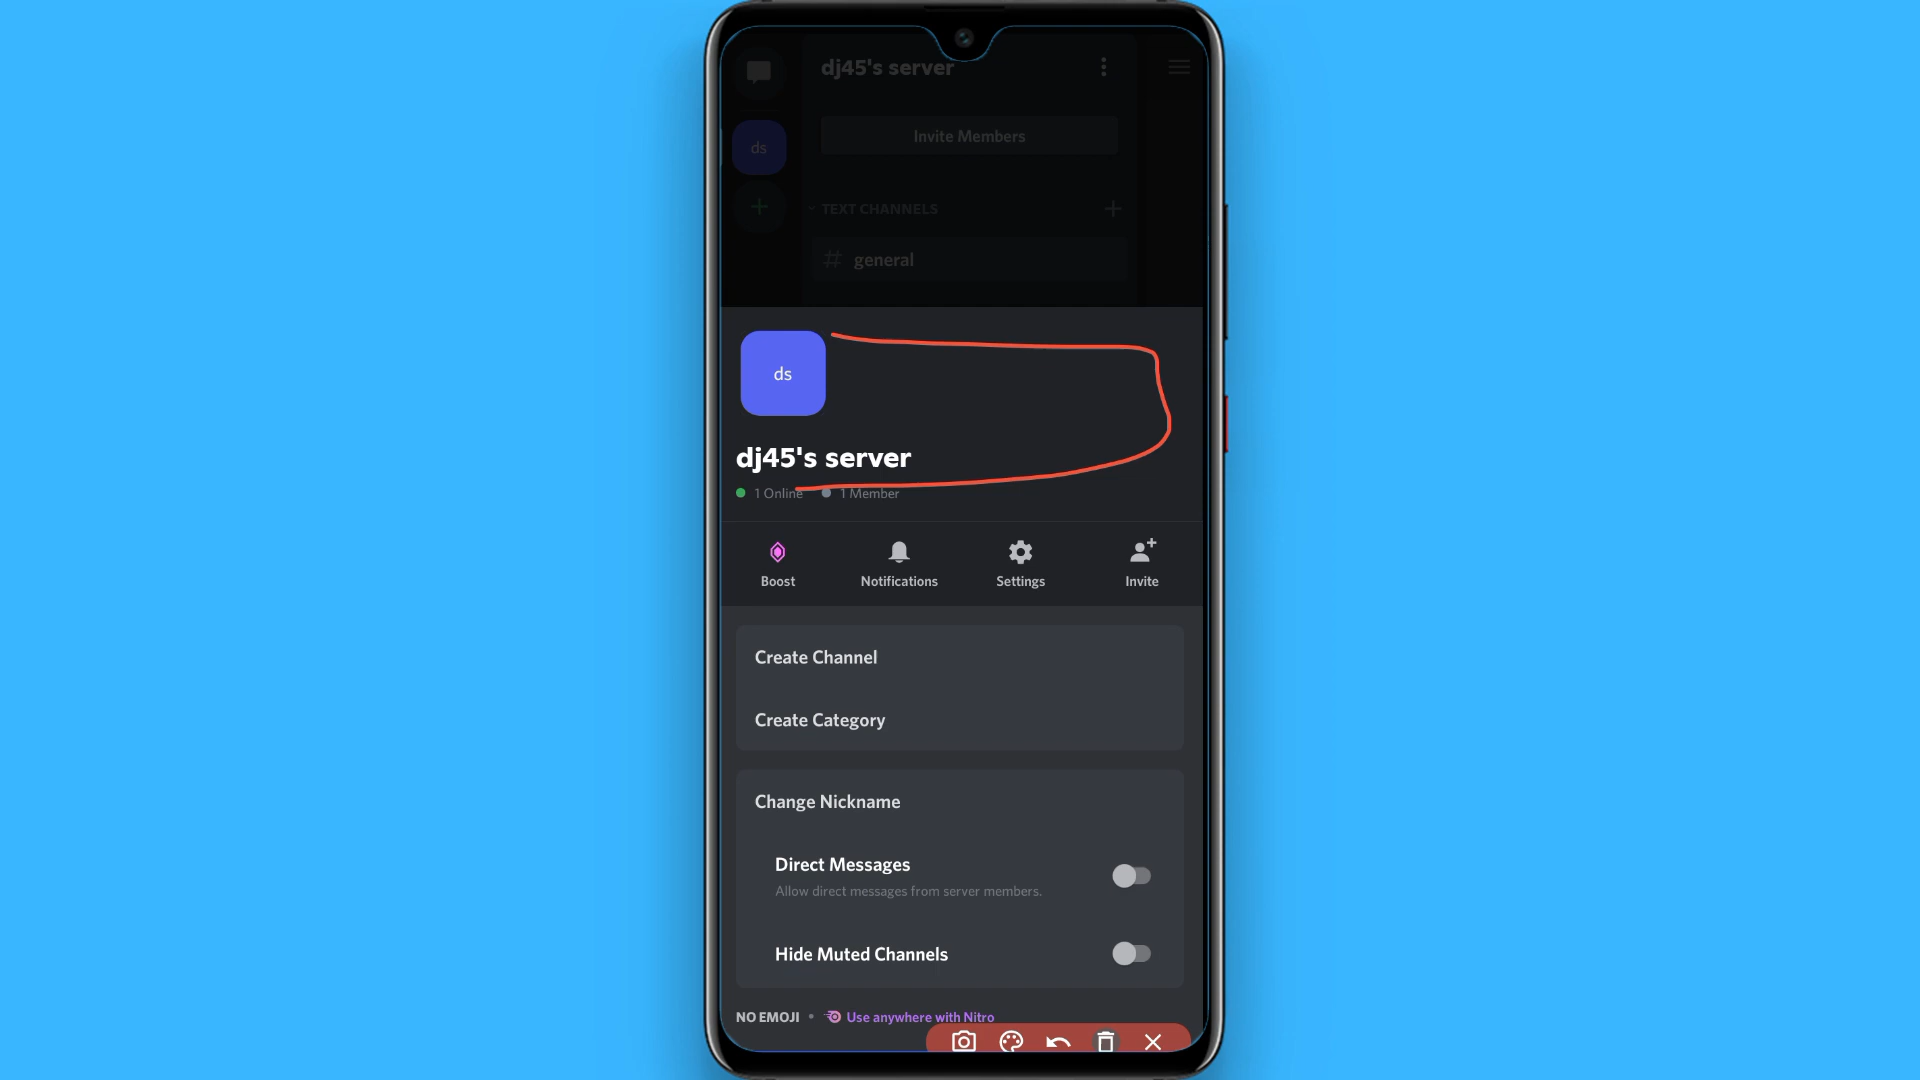 dj45's server
ds
Invite Members
TEXT CHANNELS
# general
ds
dj45's server
1 Online 1 Member
Boost Notifications Settings Invite
Create Channel
Create Category
Change Nickname
Direct Messages
Allow direct messages from server members.
Hide Muted Channels
NO EMOJI • Use anywhere with Nitro